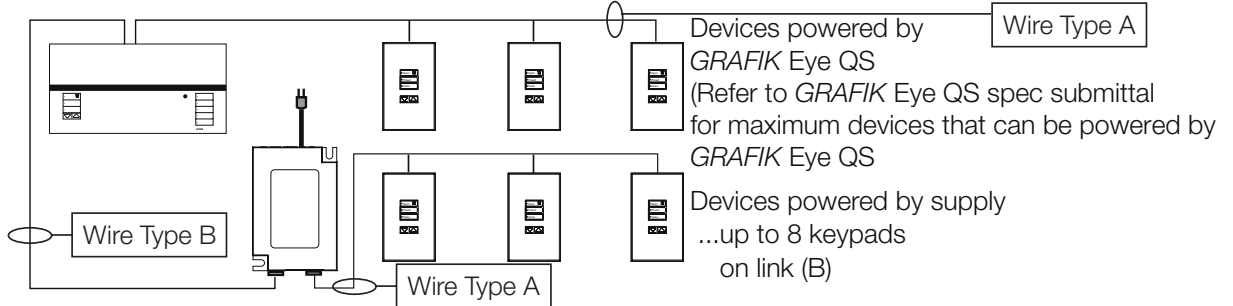 Wire Type A
Devices powered by
GRAFIK Eye QS
(Refer to GRAFIK Eye QS spec submittal
for maximum devices that can be powered by
GRAFIK Eye QS
Devices powered by supply
...up to 8 keypads
on link (B)
Wire Type B
Wire Type A